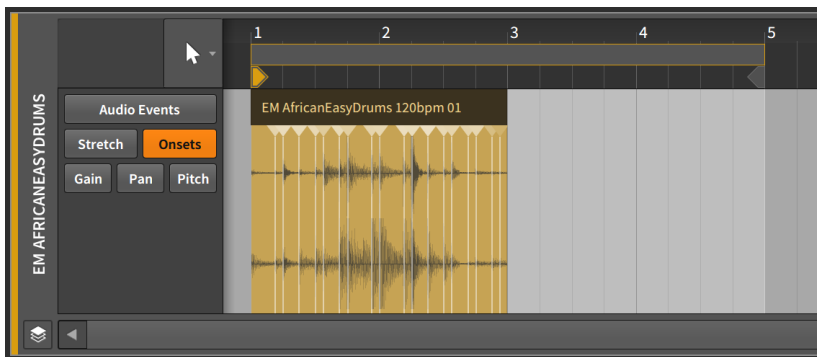 1 2 3 4 5
EM AFRICANEASYDRUMS
Audio Events
Stretch Onsets
Gain Pan Pitch
EM AfricanEasyDrums 120bpm 01